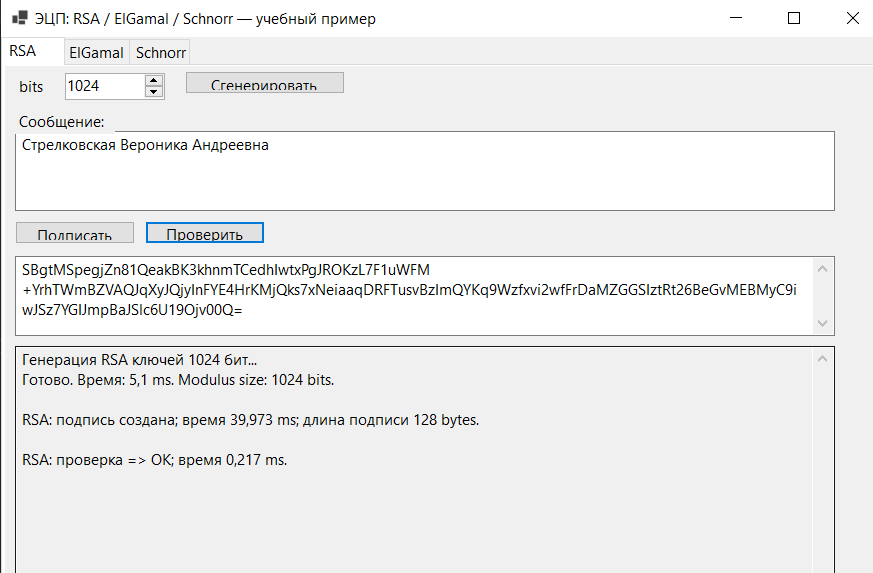 ЭЦП: RSA / ElGamal / Schnorr — учебный пример
RSA ElGamal Schnorr
bits 1024 Сгенерировать
Сообщение:
Стрелковская Вероника Андреевна
Подписать Проверить
SBgtMSpegjZn81QeakBK3khnmTCedhIwtxPgJROKzL7F1uWFM
+YrhTWmBZVAQJqXyJQjyInFYE4HrKMjQks7xNeiaaqDRFTusvBzImQYKq9Wzfxvi2wfFrDaMZGGSIztRt26BeGvMEBMyC9i
wJSz7YGIJmpBaJSIc6U19Ojv00Q=
Генерация RSA ключей 1024 бит...
Готово. Время: 5,1 ms. Modulus size: 1024 bits.
RSA: подпись создана; время 39,973 ms; длина подписи 128 bytes.
RSA: проверка => OK; время 0,217 ms.